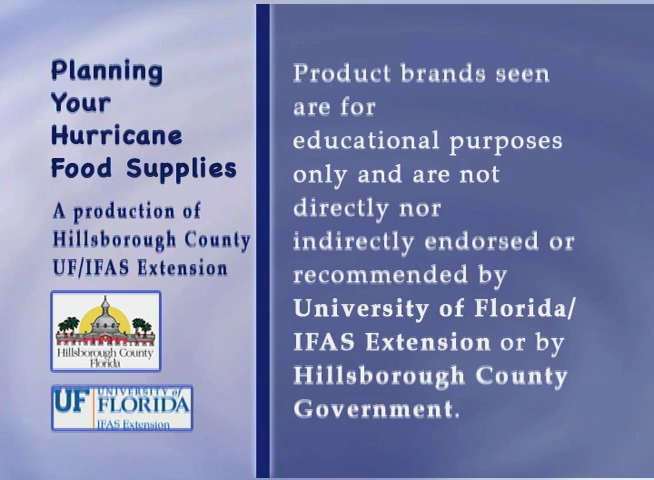 Planning
Your
Hurricane
Food Supplies
A production of
Hillsborough County
UF/IFAS Extension
Hillsborough County
Florida
UF UNIVERSITY of
FLORIDA
IFAS Extension
Product brands seen
are for
educational purposes
only and are not
directly nor
indirectly endorsed or
recommended by
University of Florida/
IFAS Extension or by
Hillsborough County
Government.